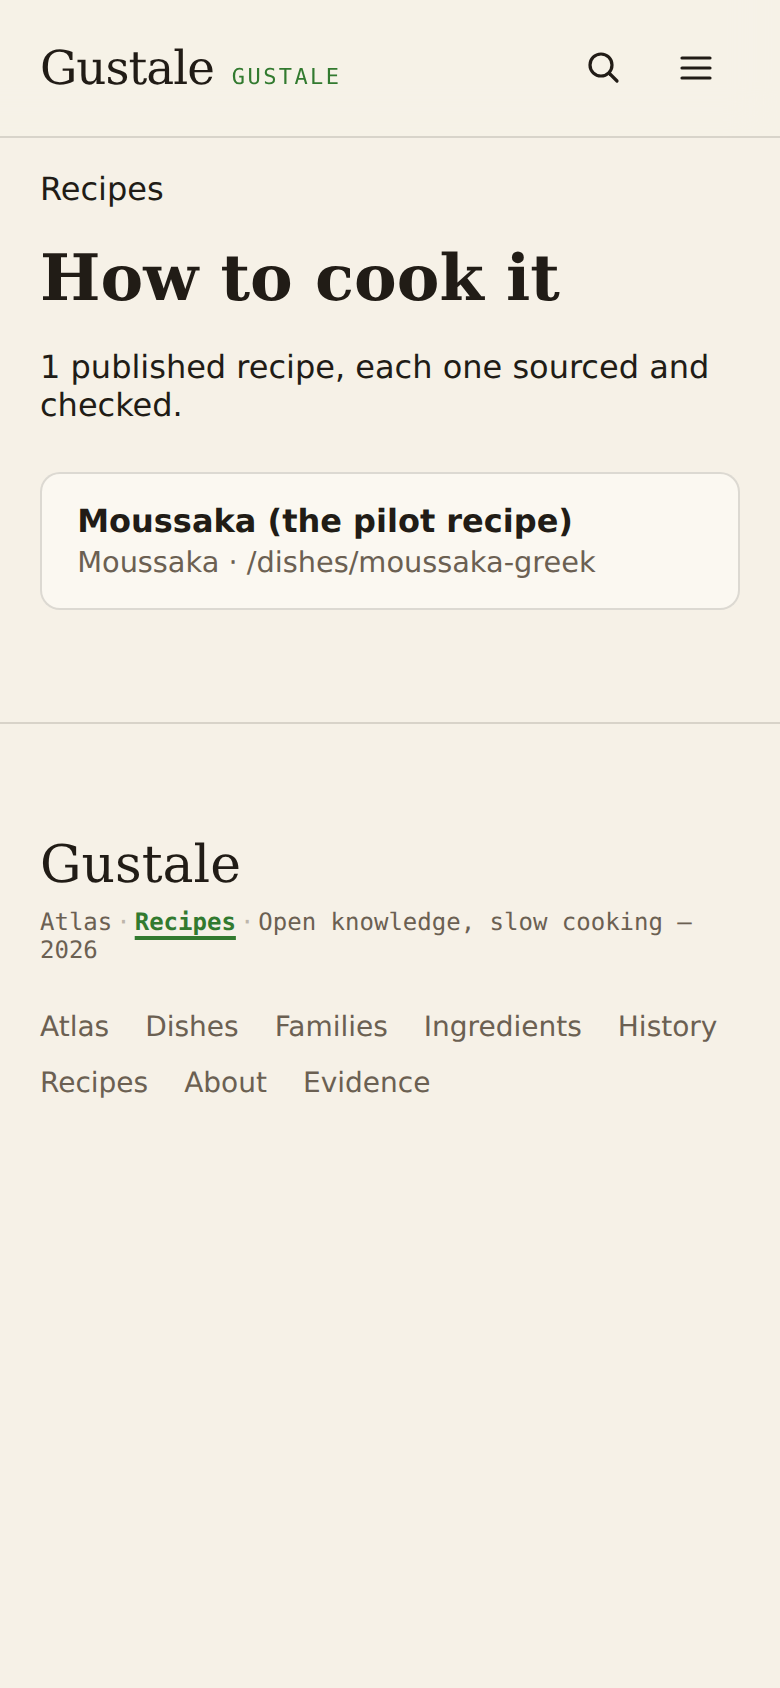 Gustale GUSTALE
Recipes
How to cook it
1 published recipe, each one sourced and
checked.
Moussaka (the pilot recipe)
Moussaka · /dishes/moussaka-greek
Gustale
Atlas · Recipes · Open knowledge, slow cooking —
2026
Atlas Dishes Families Ingredients History
Recipes About Evidence